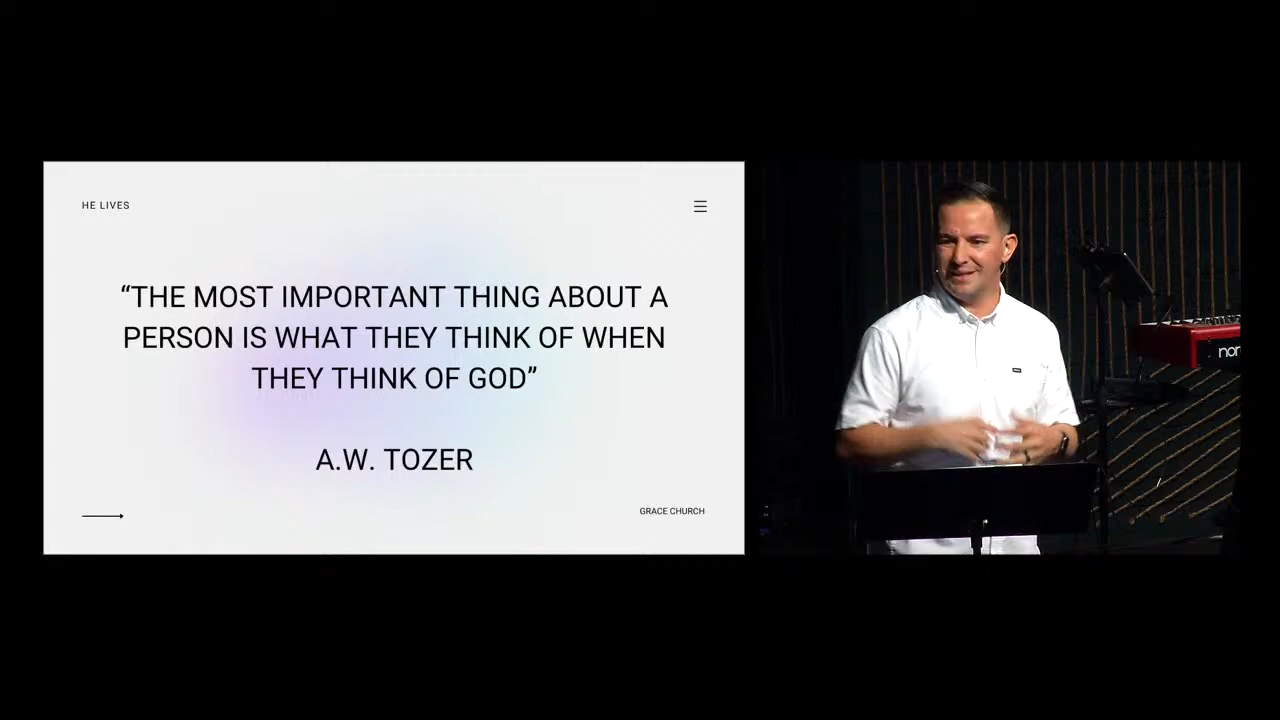 HE LIVES
“THE MOST IMPORTANT THING ABOUT A
PERSON IS WHAT THEY THINK OF WHEN
THEY THINK OF GOD”
A.W. TOZER
GRACE CHURCH
nord